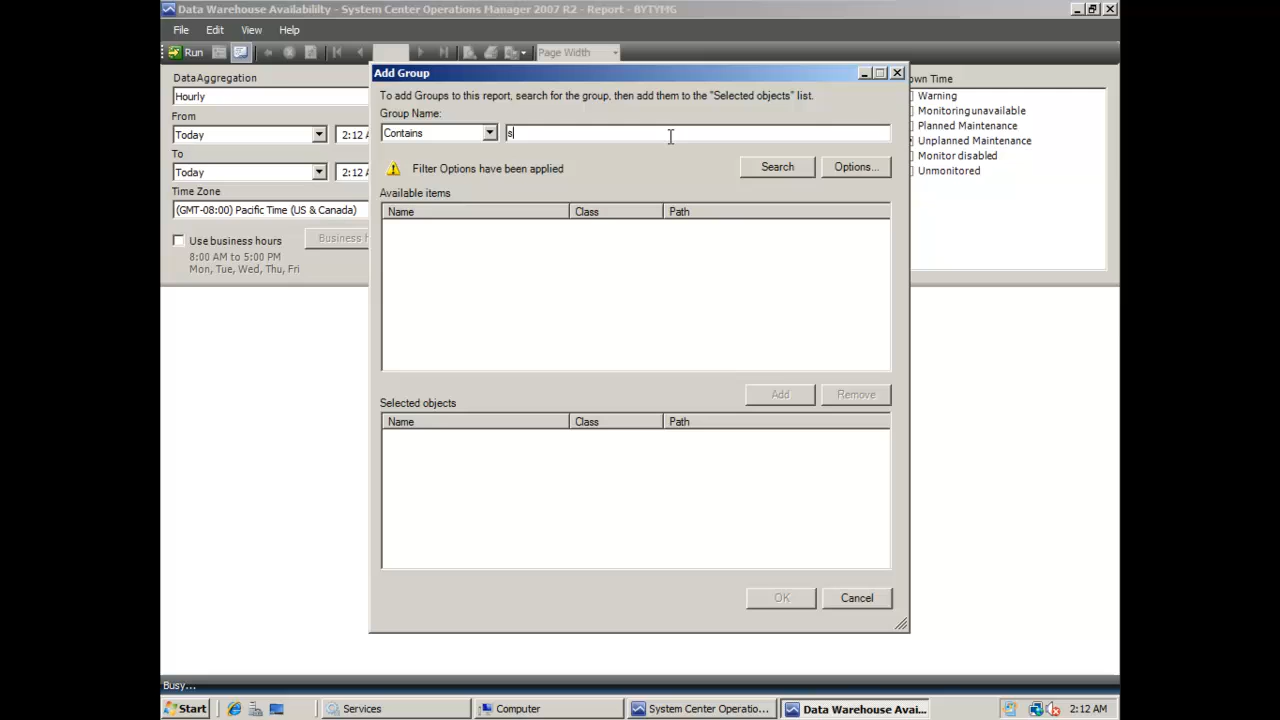 Data Warehouse Availability - System Center Operations Manager 2007 R2 - Report - BYTYMG
File Edit View Help
Run Page Width
DataAggregation
Hourly
From
Today 2:12 A
To
Today 2:12 A
Time Zone
(GMT-08:00) Pacific Time (US & Canada)
Use business hours Business h
8:00 AM to 5:00 PM
Mon, Tue, Wed, Thu, Fri
Add Group
To add Groups to this report, search for the group, then add them to the "Selected objects" list.
Group Name:
Contains s
Filter Options have been applied Search Options...
Available items
Name Class Path
Add Remove
Selected objects
Name Class Path
OK Cancel
own Time
Warning
Monitoring unavailable
Planned Maintenance
Unplanned Maintenance
Monitor disabled
Unmonitored
Busy...
Start Services Computer System Center Operatio... Data Warehouse Avai... 2:12 AM